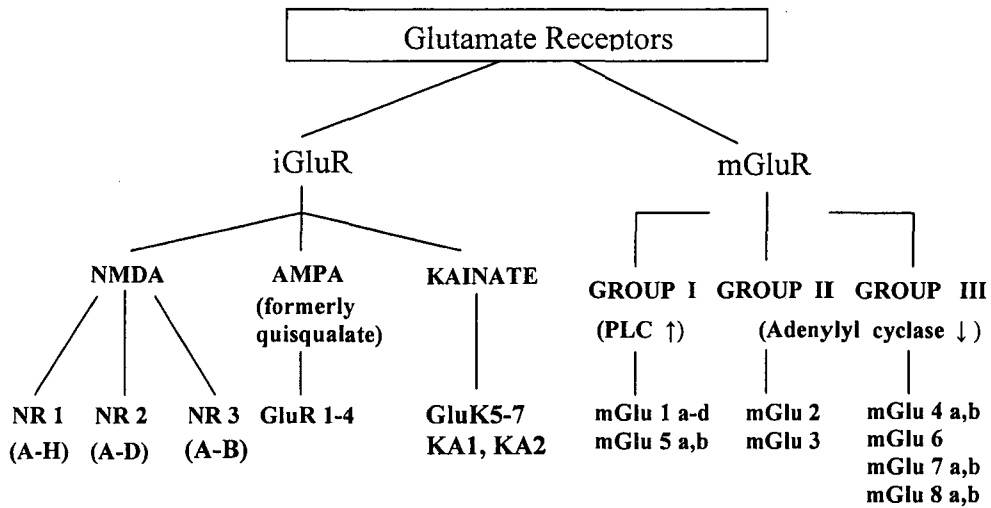 Glutamate Receptors
iGluR
mGluR
NMDA
AMPA
(formerly
quisqualate)
KAINATE
GROUP I
GROUP II
GROUP III
(PLC ↑)
(Adenylyl cyclase ↓)
NR 1
(A-H)
NR 2
(A-D)
NR 3
(A-B)
GluR 1-4
GluK5-7
KA1, KA2
mGlu 1 a-d
mGlu 5 a,b
mGlu 2
mGlu 3
mGlu 4 a,b
mGlu 6
mGlu 7 a,b
mGlu 8 a,b